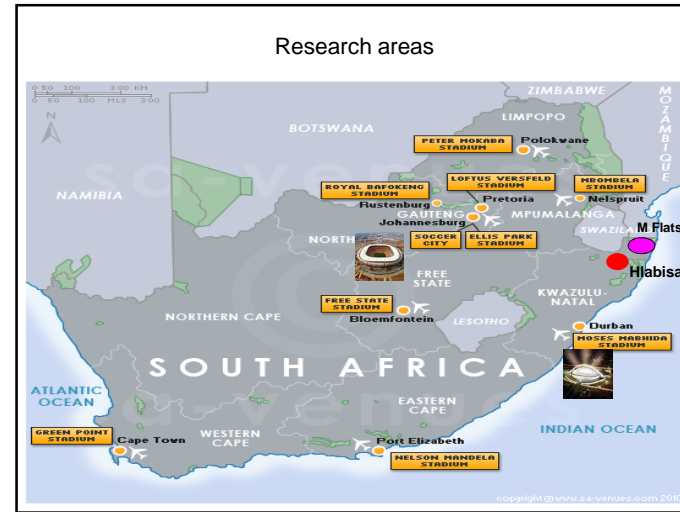 Research areas
0 50 100 300 KM
0 50 100 MLS 300
N
ZIMBABWE
MOZAMBIQUE
BOTSWANA
LIMPOPO
PETER MOKABA
STADIUM
Polokwane
NAMIBIA
LOFTUS VERSFELD
STADIUM
ROYAL BAFOKENG
STADIUM
MBOMBELA
STADIUM
Rustenburg
Pretoria
Nelspruit
GAUTENG
MPUMALANGA
Johannesburg
SOCCER
CITY
ELLIS PARK
STADIUM
SWAZILA
M Flats
NORTH
Hlabisa
FREE
STATE
KWAZULU-
NATAL
FREE STATE
STADIUM
Bloemfontein
NORTHERN CAPE
LESOTHO
Durban
MOSES MABHIDA
STADIUM
SOUTH AFRICA
ATLANTIC
OCEAN
EASTERN
CAPE
INDIAN OCEAN
GREEN POINT
STADIUM
Cape Town
WESTERN
CAPE
Port Elizabeth
NELSON MANDELA
STADIUM
copyright © www.sa-venues.com 2010